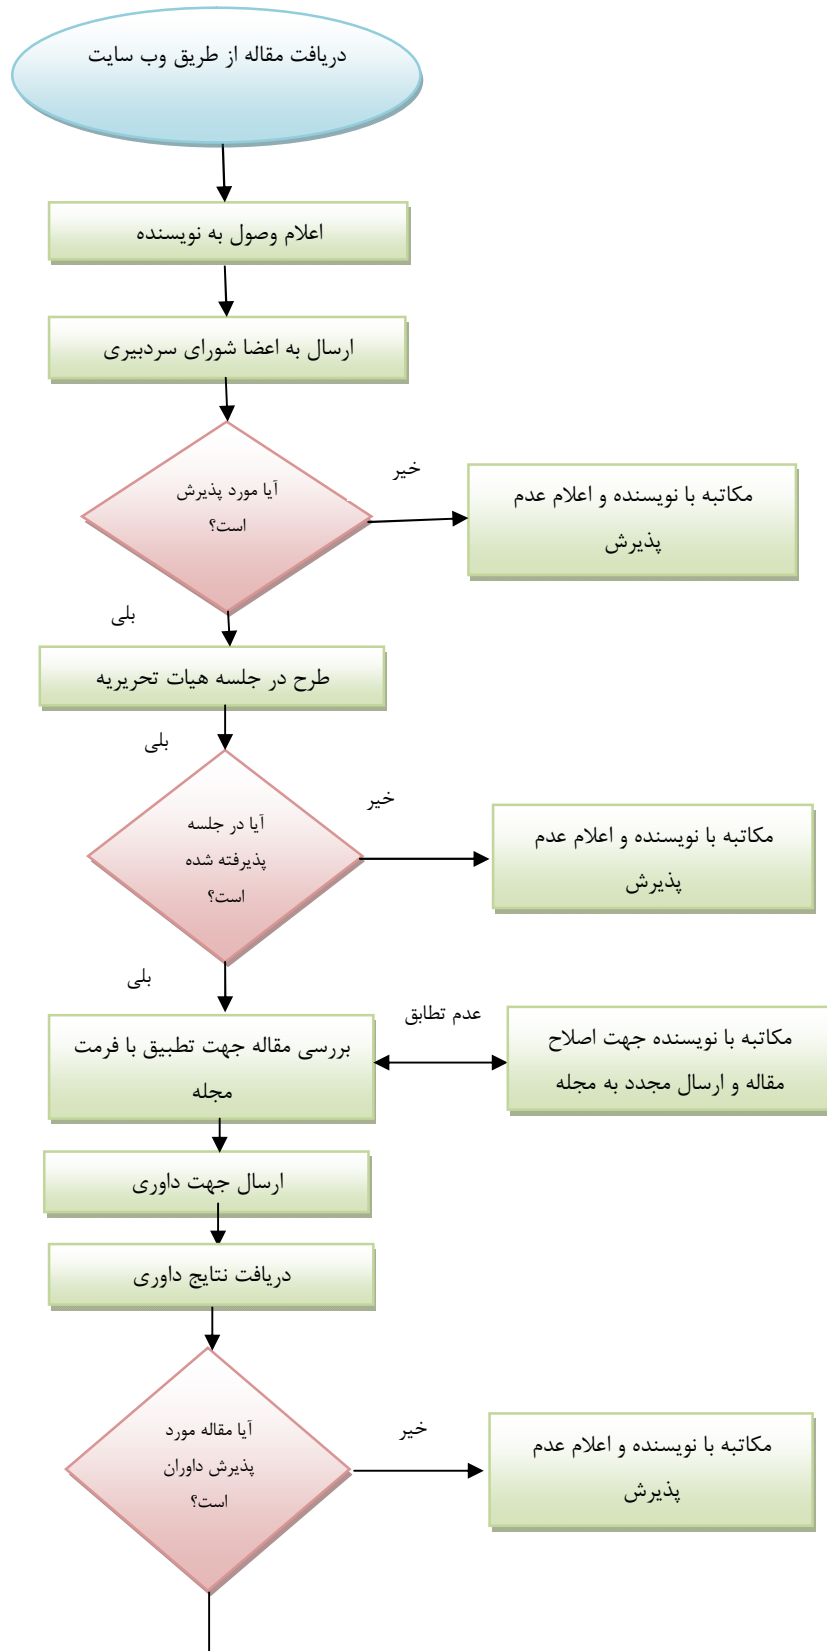 دریافت مقاله از طریق وب سایت
اعلام وصول به نویسنده
ارسال به اعضا شورای سردبیری
آیا مورد پذیرش
است؟
خیر
مکاتبه با نویسنده و اعلام عدم
پذیرش
بلی
طرح در جلسه هیات تحریریه
بلی
آیا در جلسه
پذیرفته شده
است؟
خیر
مکاتبه با نویسنده و اعلام عدم
پذیرش
بلی
بررسی مقاله جهت تطبیق با فرمت
مجله
عدم تطابق
مکاتبه با نویسنده جهت اصلاح
مقاله و ارسال مجدد به مجله
ارسال جهت داوری
دریافت نتایج داوری
آیا مقاله مورد
پذیرش داوران
است؟
خیر
مکاتبه با نویسنده و اعلام عدم
پذیرش